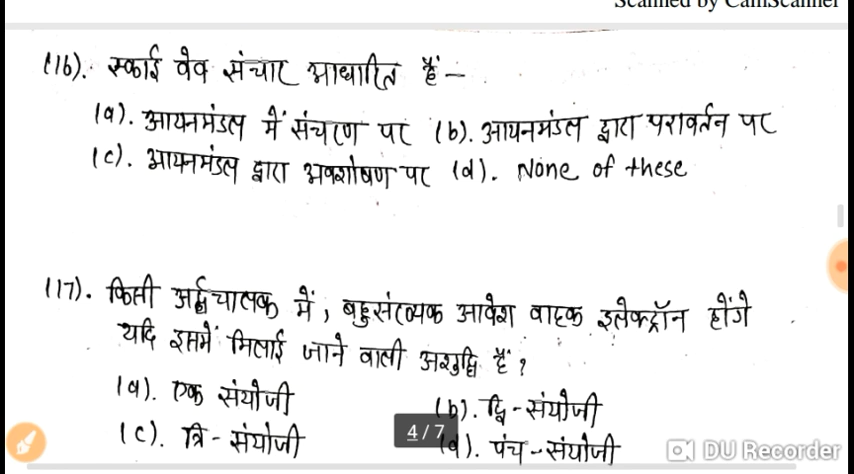 Scanned by CamScanner
(16). स्काई वेव संचार आधारित हैं —
(a). आयनमंडल में संचरण पर (b). आयनमंडल द्वारा परावर्तन पर
(c). आयनमंडल द्वारा अवशोषण पर (d). None of these
(17). किसी अर्द्धचालक में, बहुसंख्यक आवेश वाहक इलेक्ट्रॉन होंगे
यदि इसमें मिलाई जाने वाली अशुद्धि हैं ?
(a). एक संयोजी (b). द्वि-संयोजी
(c). त्रि-संयोजी (d). पंच-संयोजी
4/7
DU Recorder